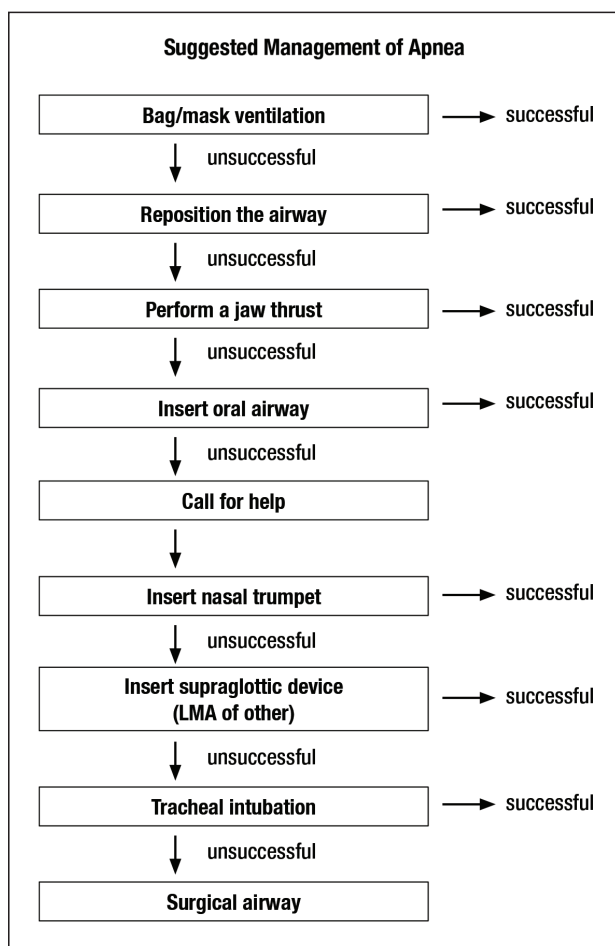 Suggested Management of Apnea
Bag/mask ventilation
successful
unsuccessful
Reposition the airway
successful
unsuccessful
Perform a jaw thrust
successful
unsuccessful
Insert oral airway
successful
unsuccessful
Call for help
Insert nasal trumpet
successful
unsuccessful
Insert supraglottic device
(LMA of other)
successful
unsuccessful
Tracheal intubation
successful
unsuccessful
Surgical airway